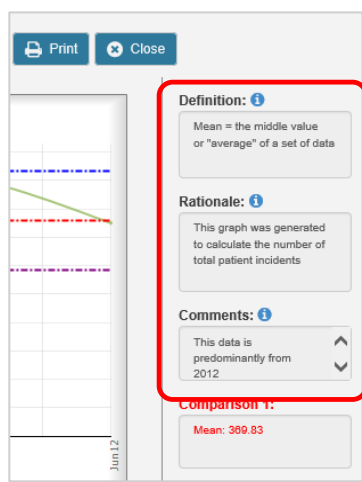 Print
Close
Definition:
Mean = the middle value
or "average" of a set of data
Rationale:
This graph was generated
to calculate the number of
total patient incidents
Comments:
This data is
predominantly from
2012
Comparison 1:
Mean: 369.83
Jun12